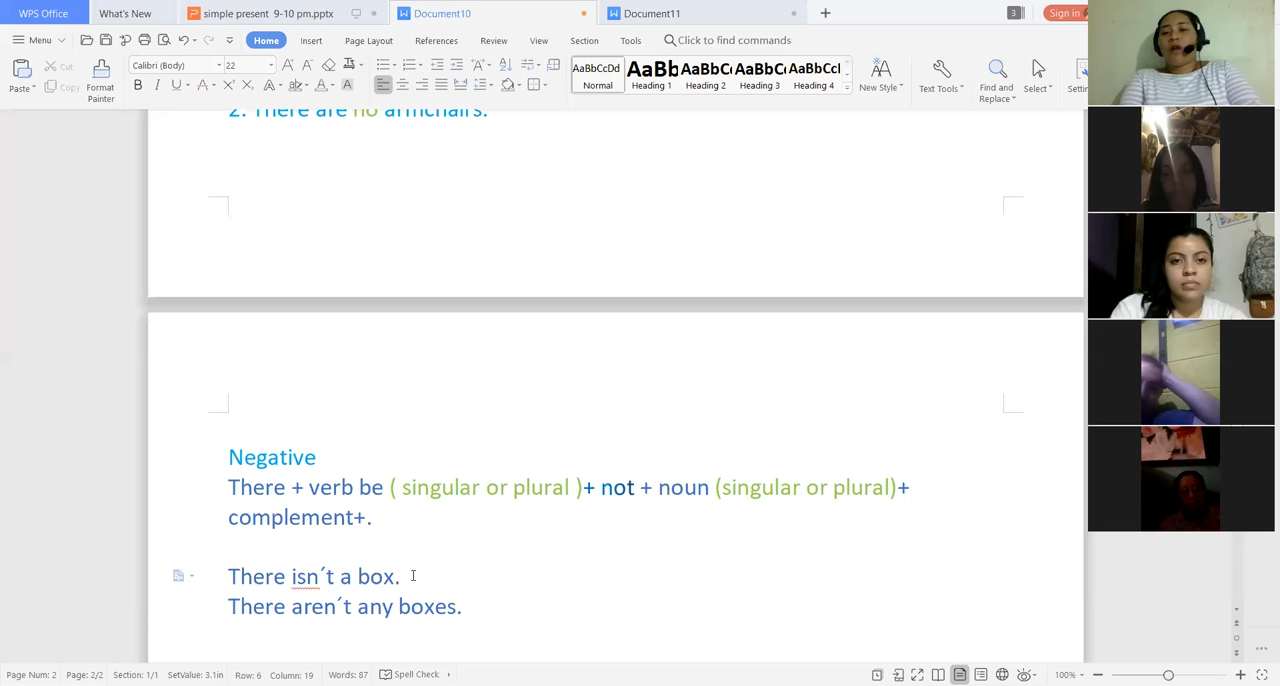 WPS Office What's New simple present 9-10 pm.pptx Document10 Document11 + 3 Sign in
Menu Home Insert Page Layout References Review View Section Tools Click to find commands
Paste Cut Copy Format Painter Calibri (Body) 22 AaBbCcDd Normal Heading 1 Heading 2 Heading 3 Heading 4 New Style Text Tools Find and Replace Select
2. There are no armchairs.
Negative
There + verb be ( singular or plural )+ not + noun (singular or plural)+
complement+.
There isn´t a box.
There aren´t any boxes.
Page Num: 2 Page: 2/2 Section: 1/1 SetValue: 3.1in Row: 6 Column: 19 Words: 87 Spell Check 100%